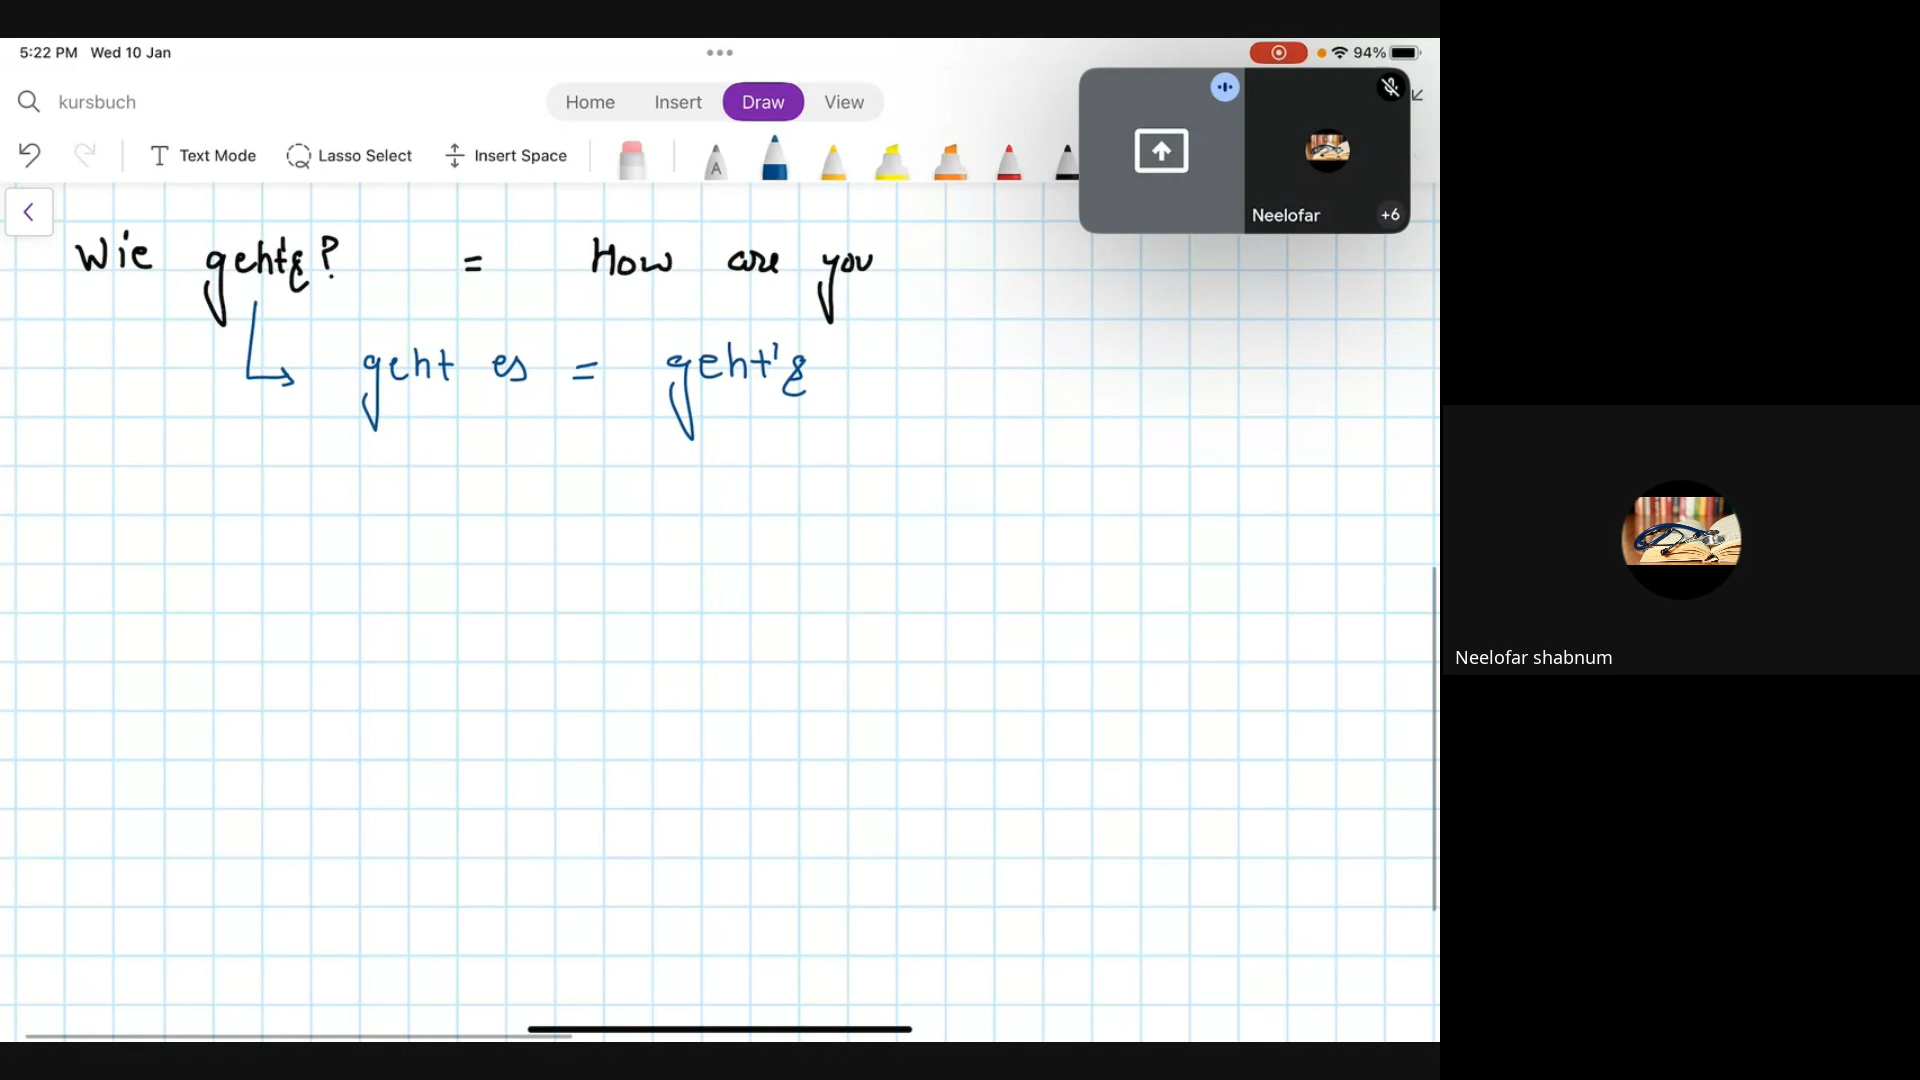 5:22 PM Wed 10 Jan
94%
kursbuch
Home Insert Draw View
Text Mode Lasso Select Insert Space
A
Neelofar +6
Wie geht's? = How are you
geht es = geht's
Neelofar shabnum